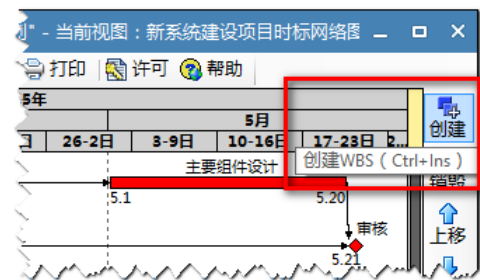 - 当前视图：新系统建设项目时标网络图
打印 许可 帮助
5年
5月
26-2日 3-9日 10-16日 17-23日 2...
创建
创建WBS（Ctrl+Ins）
销毁
主要组件设计
5.1 5.20
审核
上移
5.21